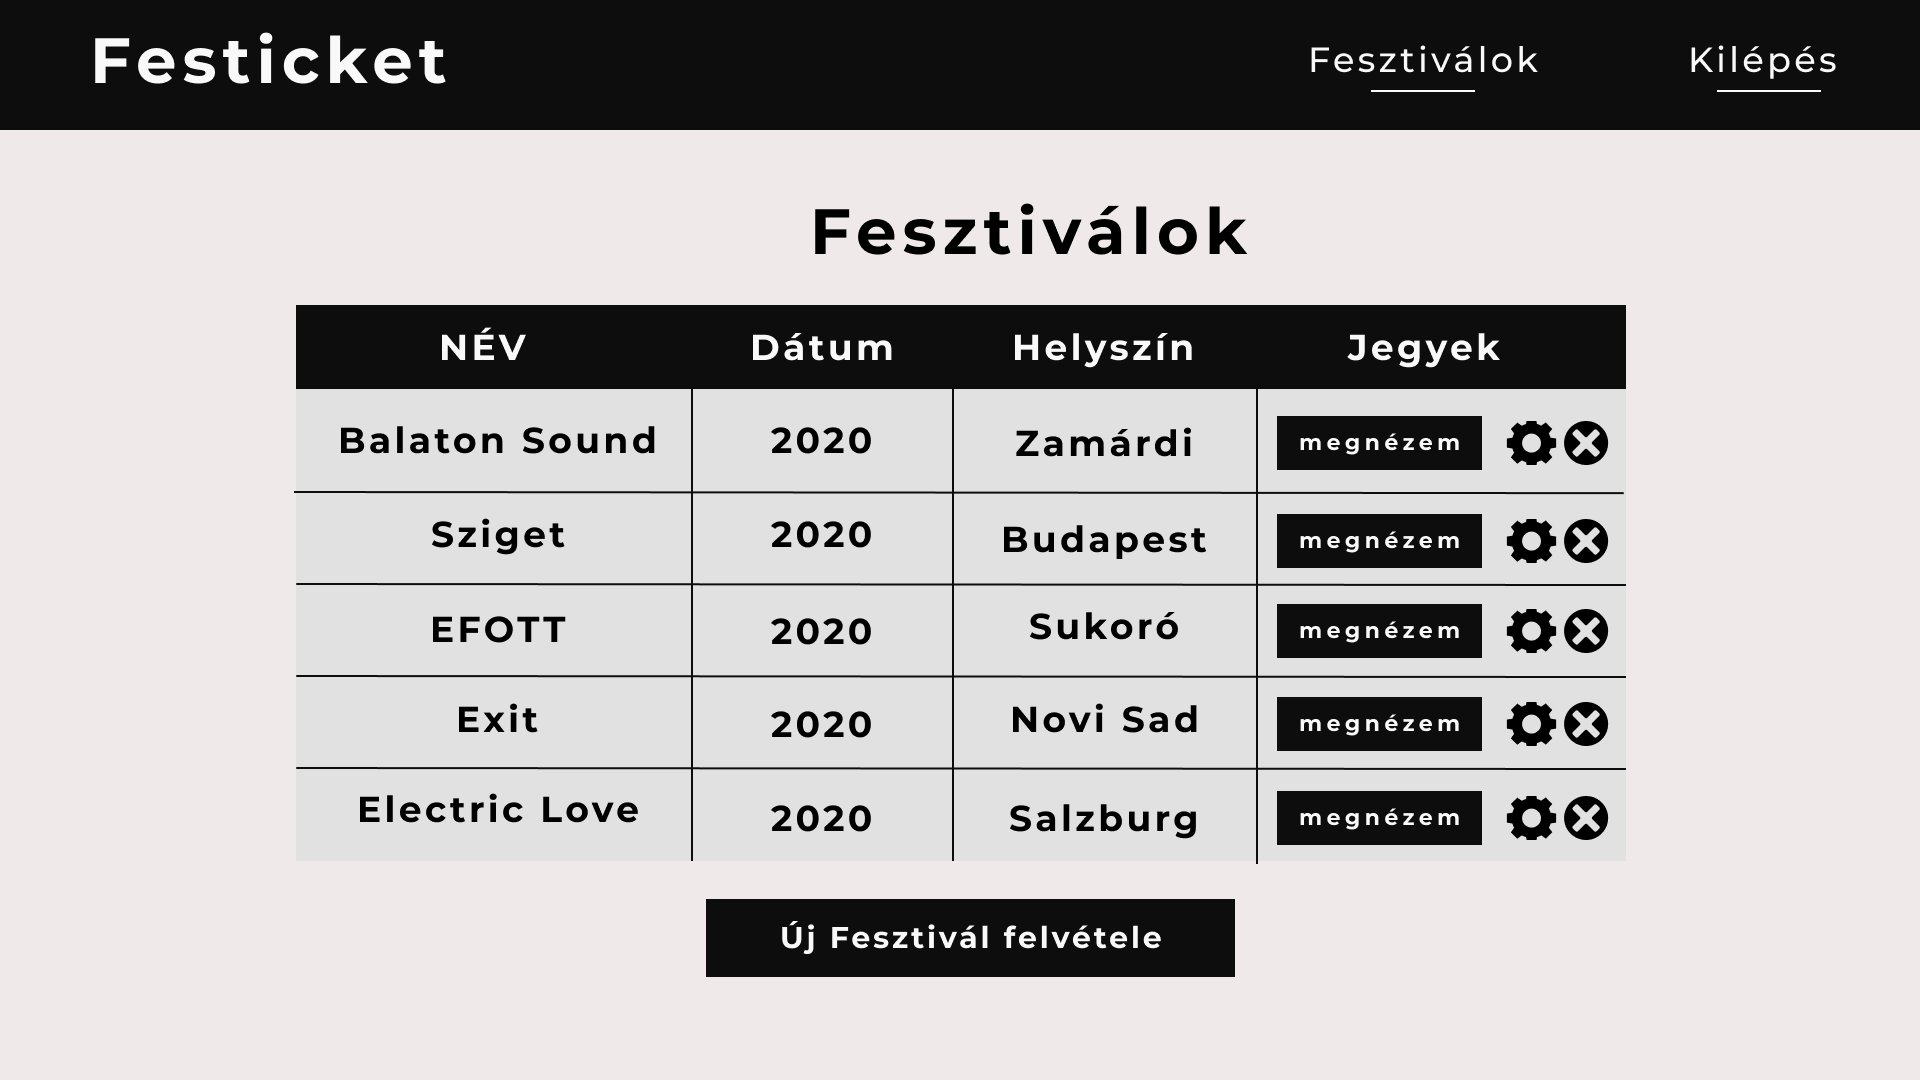 Festicket
Fesztiválok
Kilépés
Fesztiválok
NÉV Dátum Helyszín Jegyek
Balaton Sound 2020 Zamárdi megnézem
Sziget 2020 Budapest megnézem
EFOTT 2020 Sukoró megnézem
Exit 2020 Novi Sad megnézem
Electric Love 2020 Salzburg megnézem
Új Fesztivál felvétele